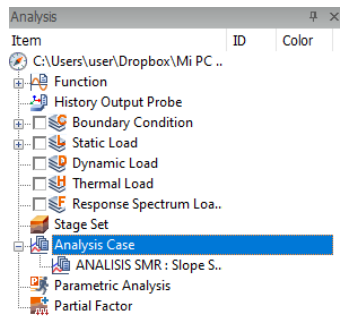 Analysis
Item ID Color
C:\Users\user\Dropbox\Mi PC ..
Function
History Output Probe
Boundary Condition
Static Load
Dynamic Load
Thermal Load
Response Spectrum Loa..
Stage Set
Analysis Case
ANALISIS SMR : Slope S..
Parametric Analysis
Partial Factor